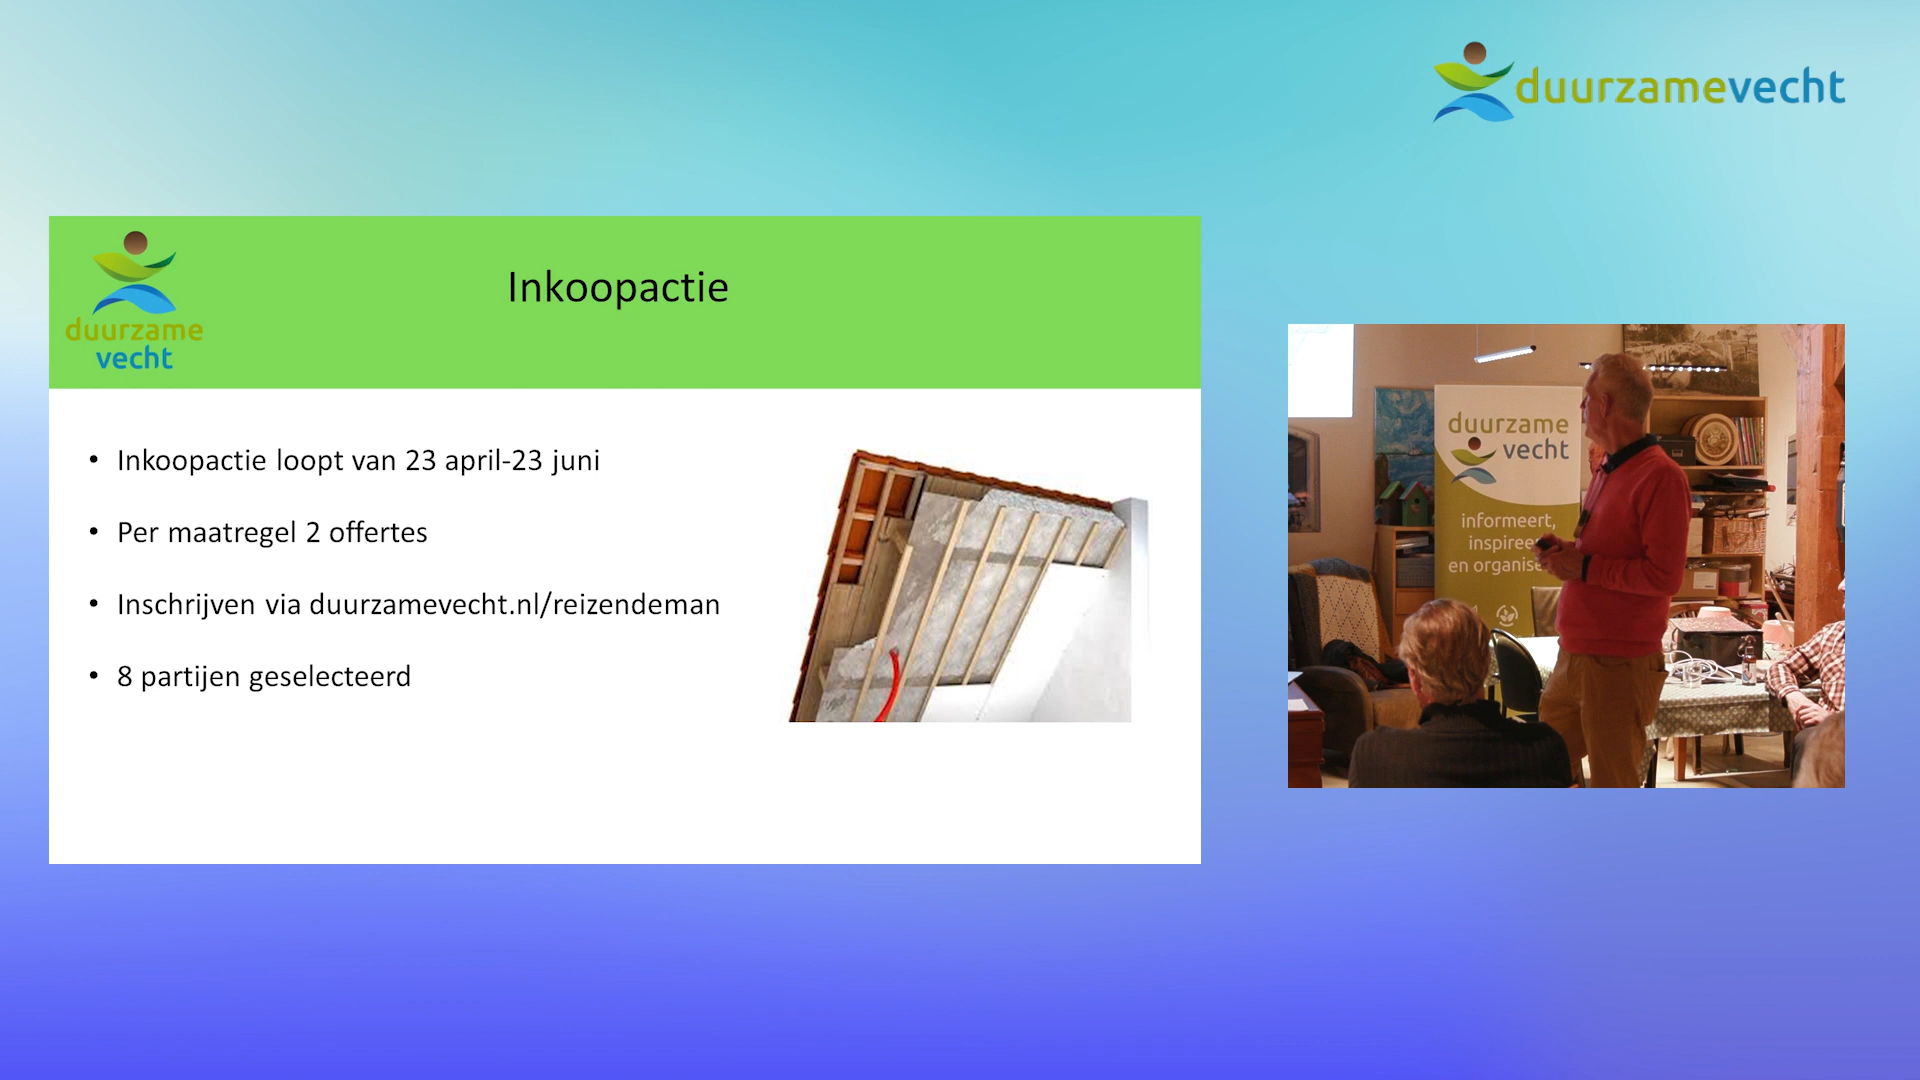 duurzamevecht
duurzame
vecht
Inkoopactie
• Inkoopactie loopt van 23 april-23 juni
• Per maatregel 2 offertes
• Inschrijven via duurzamevecht.nl/reizendeman
• 8 partijen geselecteerd
duurzame
vecht
informeert,
en